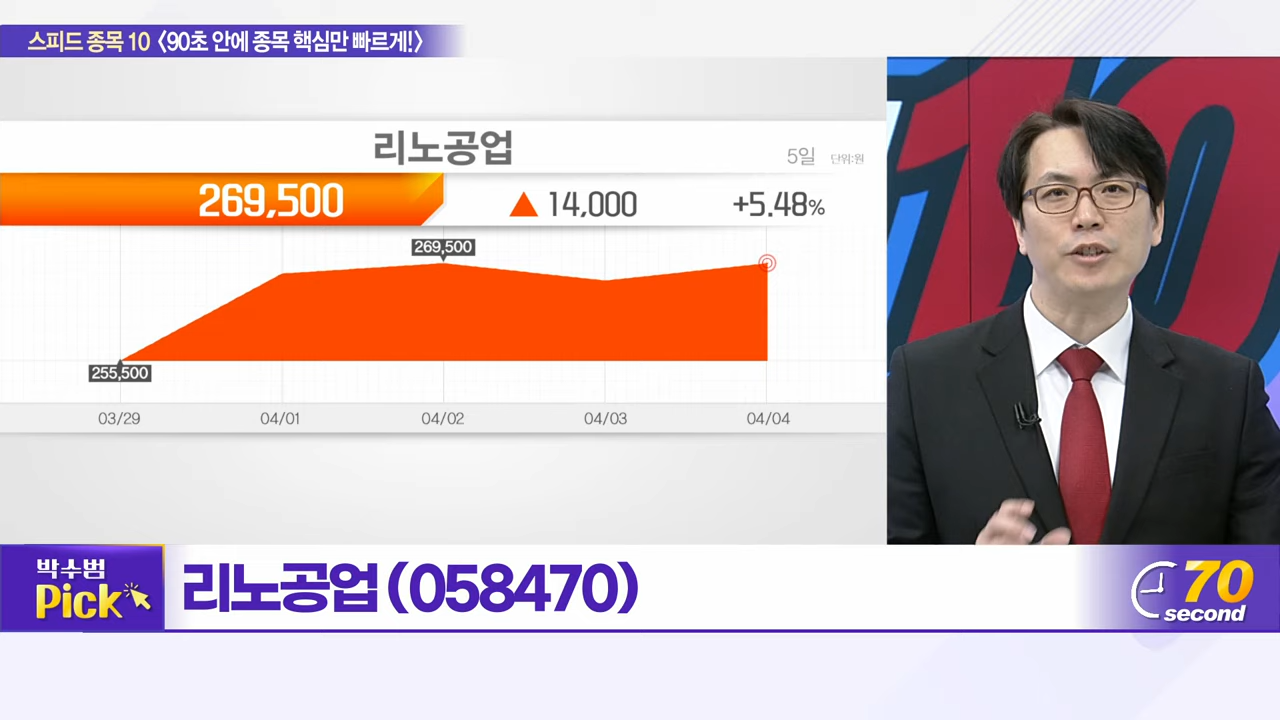 스피드 종목 10 〈90초 안에 종목 핵심만 빠르게!〉
리노공업
5일 단위:원
269,500 ▲ 14,000 +5.48%
269,500
255,500
03/29 04/01 04/02 04/03 04/04
10
박수범
Pick
리노공업 (058470)
70
second